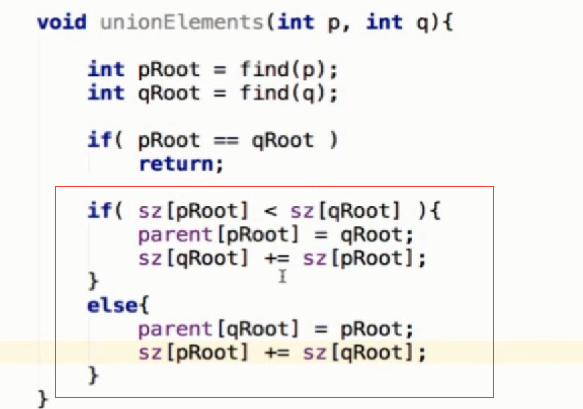 void unionElements(int p, int q){
int pRoot = find(p);
int qRoot = find(q);
if( pRoot == qRoot )
return;
if( sz[pRoot] < sz[qRoot] ){
parent[pRoot] = qRoot;
sz[qRoot] += sz[pRoot];
}
else{
parent[qRoot] = pRoot;
sz[pRoot] += sz[qRoot];
}
}